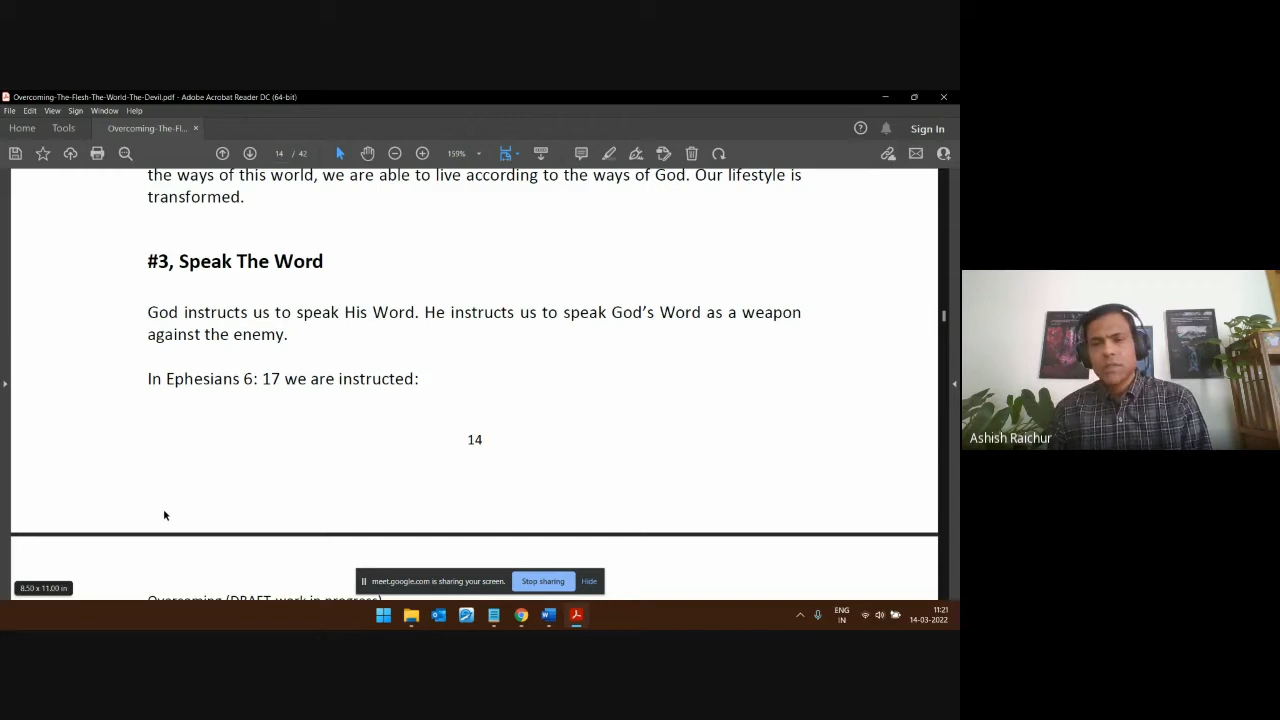 Overcoming-The-Flesh-The-World-The-Devil.pdf - Adobe Acrobat Reader DC (64-bit)
File Edit View Sign Window Help
Home Tools Overcoming-The-Fl... × Sign In
14 / 42 159%
the ways of this world, we are able to live according to the ways of God. Our lifestyle is
transformed.
#3, Speak The Word
God instructs us to speak His Word. He instructs us to speak God's Word as a weapon
against the enemy.
In Ephesians 6: 17 we are instructed:
14
Ashish Raichur
meet.google.com is sharing your screen. Stop sharing Hide
8.50 x 11.00 in
Overcoming (DRAFT-work in progress)
ENG
IN
11:21
14-03-2022